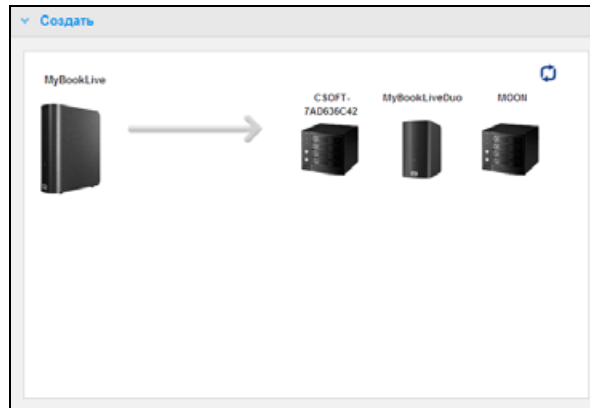 Создать
MyBookLive
CSOFT-
7AD636C42
MyBookLiveDuo
MOON